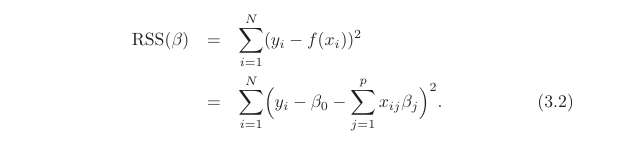 RSS(β) = ∑_{i=1}^{N} (y_i − f(x_i))^2
= ∑_{i=1}^{N} (y_i − β_0 − ∑_{j=1}^{p} x_{ij}β_j)^2. (3.2)